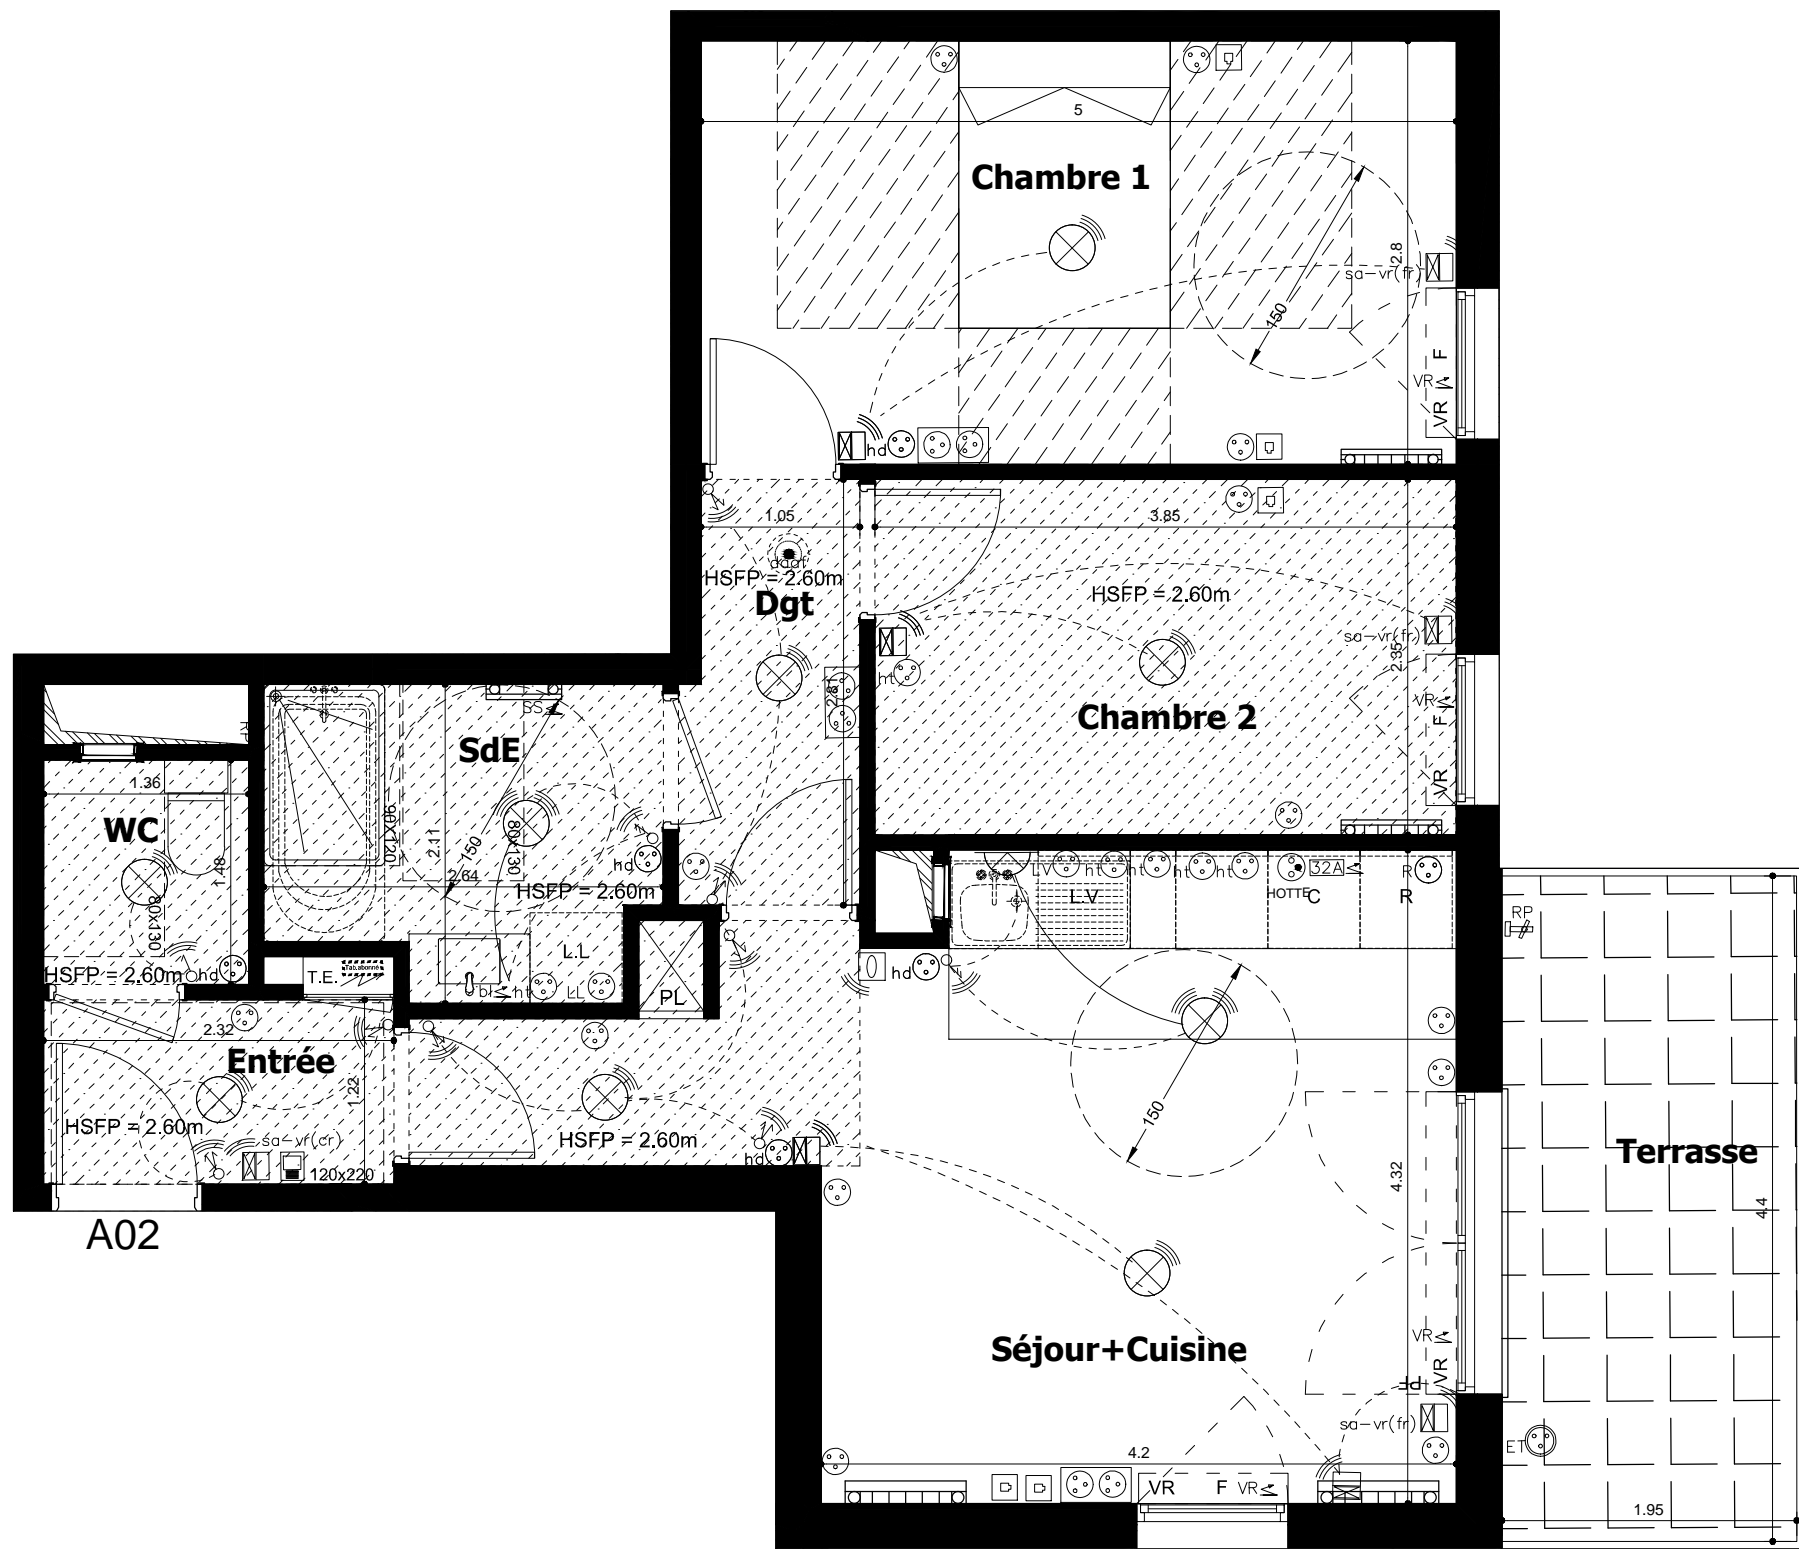 5
Chambre 1
2.8
sa-vr(fr)
150
F
VR
VR
hd
1.05
3.85
daaf
HSFP = 2.60m
Dgt
HSFP = 2.60m
sa-vr(fr)
2.35
ht
VR
F
Chambre 2
VR
2.81
SS
SdE
1.36
WC
90X120
2.11
150
80x130
hd
1.48
2.64
HSFP = 2.60m
80x130
LV
ht
ht
ht
32A
R
L.V
HOTTE
C
R
RP
HSFP = 2.60m
hd
T.E.
Tab.abonné
L.L
ht
LL
PL
hd
2.32
Entrée
1.22
150
HSFP = 2.60m
sa-vr(cr)
120x220
HSFP = 2.60m
hd
Terrasse
4.32
4.4
A02
Séjour+Cuisine
VR
VR
PF
sa-vr(fr)
ET
4.2
VR
F
VR
1.95